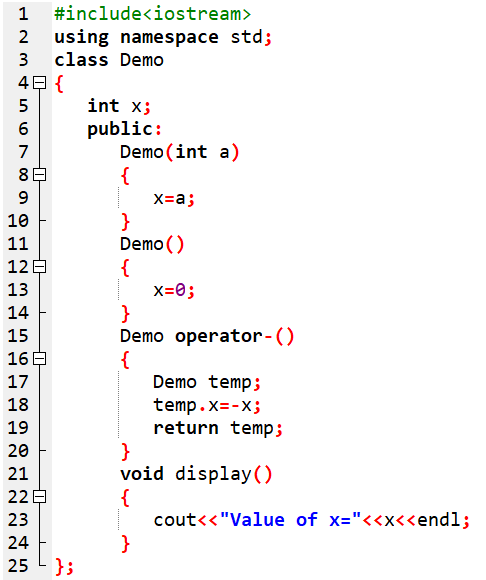 1 #include<iostream>
2 using namespace std;
3 class Demo
4 {
5 int x;
6 public:
7 Demo(int a)
8 {
9 x=a;
10 }
11 Demo()
12 {
13 x=0;
14 }
15 Demo operator-()
16 {
17 Demo temp;
18 temp.x=-x;
19 return temp;
20 }
21 void display()
22 {
23 cout<<"Value of x="<<x<<endl;
24 }
25 };